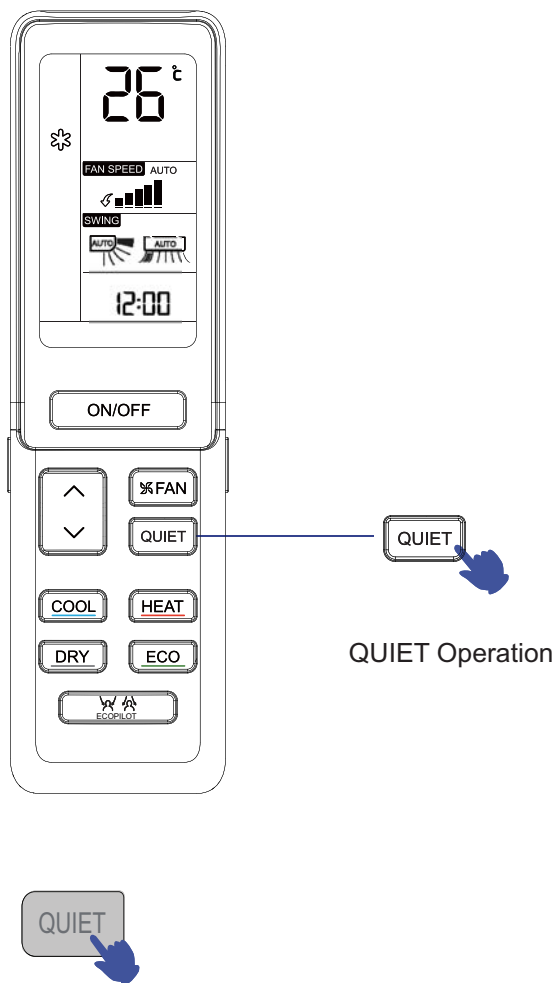 26 °C
FAN SPEED AUTO
SWING
AUTO AUTO
12:00
ON/OFF
FAN
QUIET
QUIET
COOL HEAT
QUIET Operation
DRY ECO
ECOPILOT
QUIET